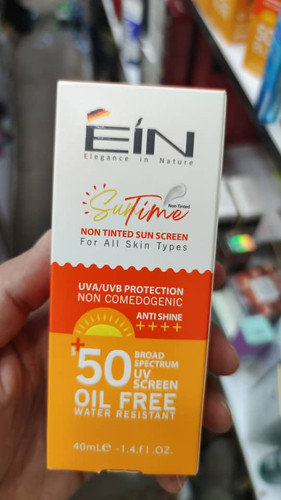 EÍN
Elegance in Nature
SunTime
Non Tinted
NON TINTED SUN SCREEN
For All Skin Types
UVA/UVB PROTECTION
NON COMEDOGENIC
ANTI SHINE
++++
+50 BROAD
SPECTRUM
UV
SCREEN
OIL FREE
WATER RESISTANT
40mLe -1.4.fl.OZ.